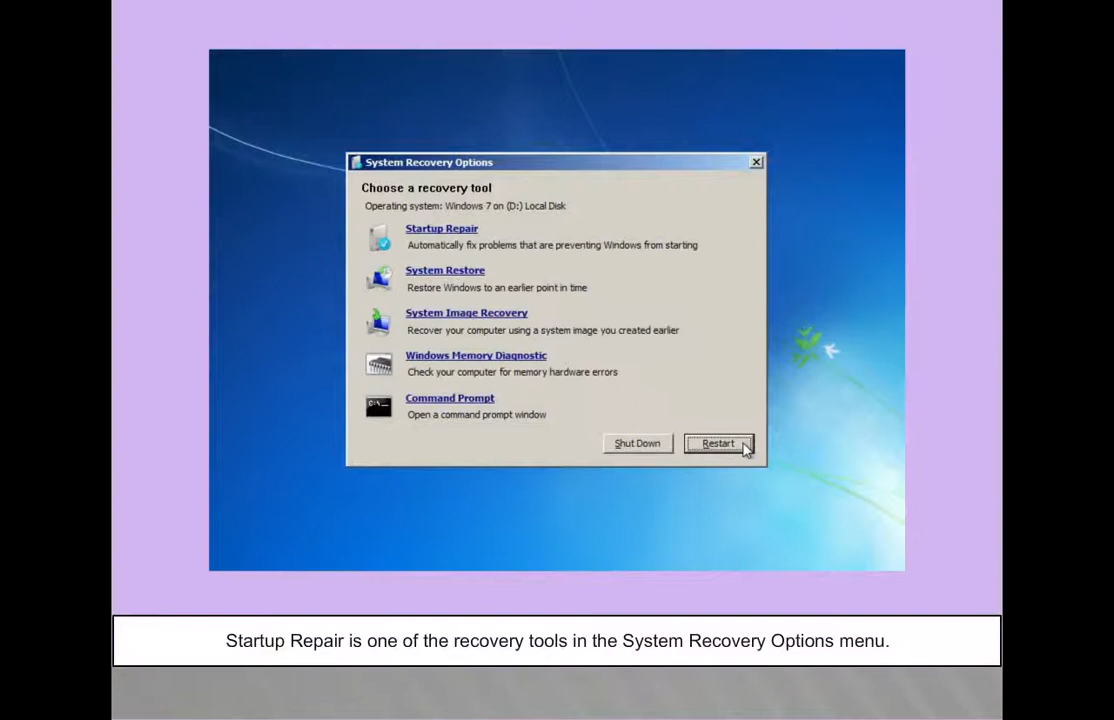 System Recovery Options
Choose a recovery tool
Operating system: Windows 7 on (D:) Local Disk
Startup Repair
Automatically fix problems that are preventing Windows from starting
System Restore
Restore Windows to an earlier point in time
System Image Recovery
Recover your computer using a system image you created earlier
Windows Memory Diagnostic
Check your computer for memory hardware errors
C:\_
Command Prompt
Open a command prompt window
Shut Down Restart
Startup Repair is one of the recovery tools in the System Recovery Options menu.